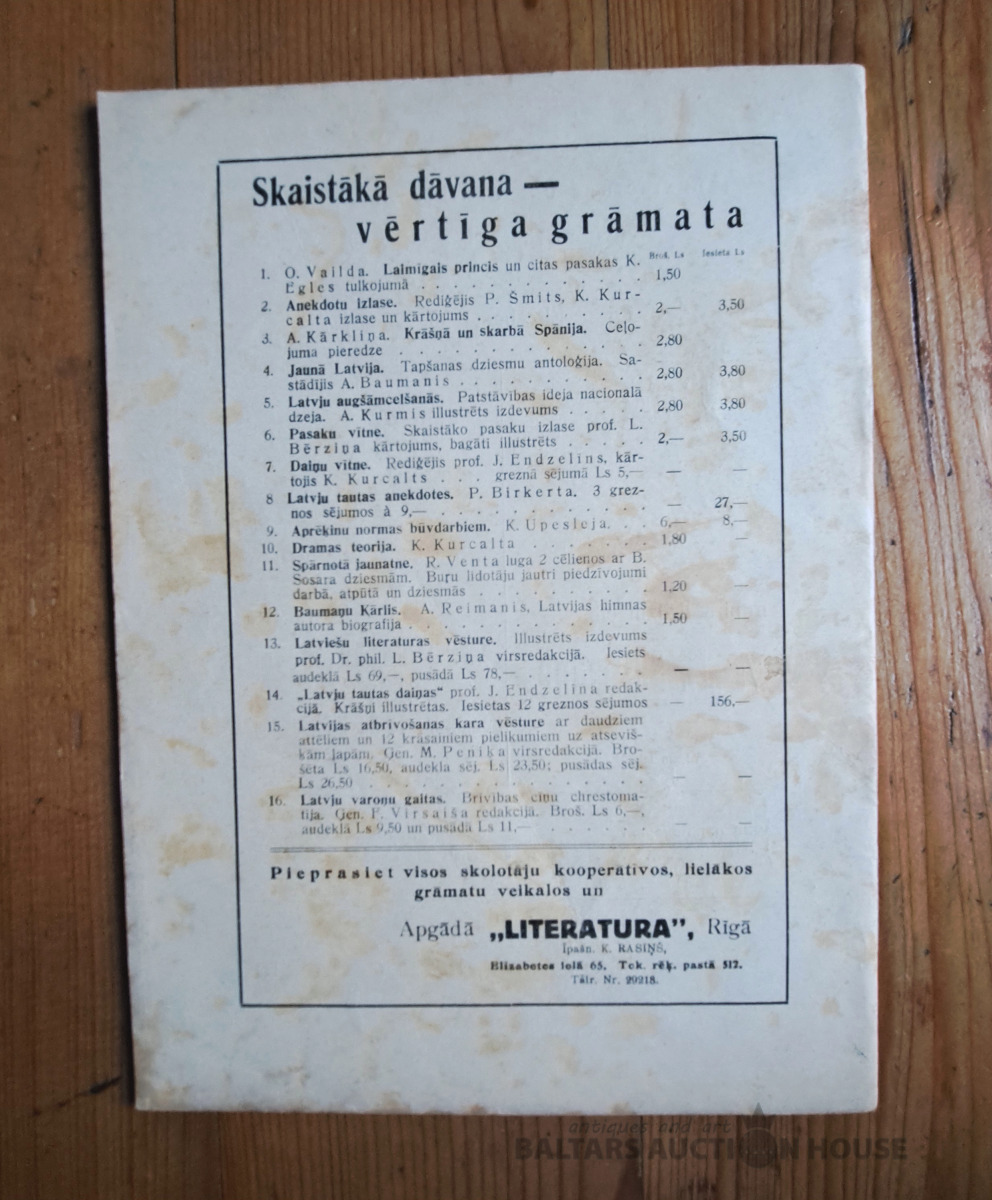 Skaistākā dāvana —
vērtīga grāmata
Broš. Ls Iesieta Ls
1. O. Vailda. Laimīgais princis un citas pasakas K.
Egles tulkojumā . . . . . . . . . . . 1,50
2. Anekdotu izlase. Rediģējis P. Šmits, K. Kur-
calta izlase un kārtojums . . . . . . . . . 2,— 3,50
3. A. Kārkliņa. Krāšņā un skarbā Spānija. Ceļo-
juma pieredze . . . . . . . . . . . . 2,80
4. Jaunā Latvija. Tapšanas dziesmu antoloģija. Sa-
stādījis A. Baumanis . . . . . . . . . . 2,80 3,80
5. Latvju augšāmcelšanās. Patstāvības ideja nacionalā
dzejā. A. Kurmis illustrēts izdevums . . . . . 2,80 3,80
6. Pasaku vītne. Skaistāko pasaku izlase prof. L.
Bērziņa kārtojums, bagāti illustrēts . . . . . 2,— 3,50
7. Daiņu vītne. Rediģējis prof. J. Endzelīns, kār-
tojis K. Kurcalts . . . greznā sējumā Ls 5,— — —
8 Latvju tautas anekdotes. P. Birkerta. 3 grez-
nos sējumos à 9,— . . . . . . . . . . . — 27,—
9. Aprēķinu normas būvdarbiem. K. Upesleja. . . 6,— 8,—
10. Dramas teorija. K. Kurcalta . . . . . . . 1,80 —
11. Spārnotā jaunatne. R. Venta luga 2 cēlienos ar B.
Sosāra dziesmām. Buru lidotāju jautri piedzīvojumi
darbā, atpūtā un dziesmās . . . . . . . . . 1,20 —
12. Baumaņu Kārlis. A. Reimanis, Latvijas himnas
autora biografija . . . . . . . . . . . . 1,50 —
13. Latviešu literaturas vēsture. Illustrēts izdevums
prof. Dr. phil. L. Bērziņa virsredakcijā. Iesiets
audeklā Ls 69,—, pusādā Ls 78,— . . . . . . . — —
14. „Latvju tautas daiņas" prof. J. Endzelīna redak-
cijā. Krāšņi illustrētas. Iesietas 12 greznos sējumos — 156,—
15. Latvijas atbrīvošanas kara vēsture ar daudziem
attēliem un 12 krāsainiem pielikumiem uz atseviš-
kām lapām. Ģen. M. Peniķa virsredakcijā. Bro-
šēta Ls 16,50, audekla sēj. Ls 23,50; pusādas sēj.
Ls 26,50 . . . . . . . . . . . . . . — —
16. Latvju varoņu gaitas. Brīvības cīņu chrestoma-
tija. Ģen. F. Virsaiša redakcijā. Broš. Ls 6,—,
audeklā Ls 9,50 un pusādā Ls 11,— . . . . . . — —
Pieprasiet visos skolotāju kooperatīvos, lielākos
grāmatu veikalos un
Apgādā „LITERATURA", Rīgā
Īpašn. K. RASIŅŠ,
Elizabetes ielā 65. Tek. rēķ. pastā 512.
Tālr. Nr. 29218.
antiques and art
BALTARS AUCTION HOUSE